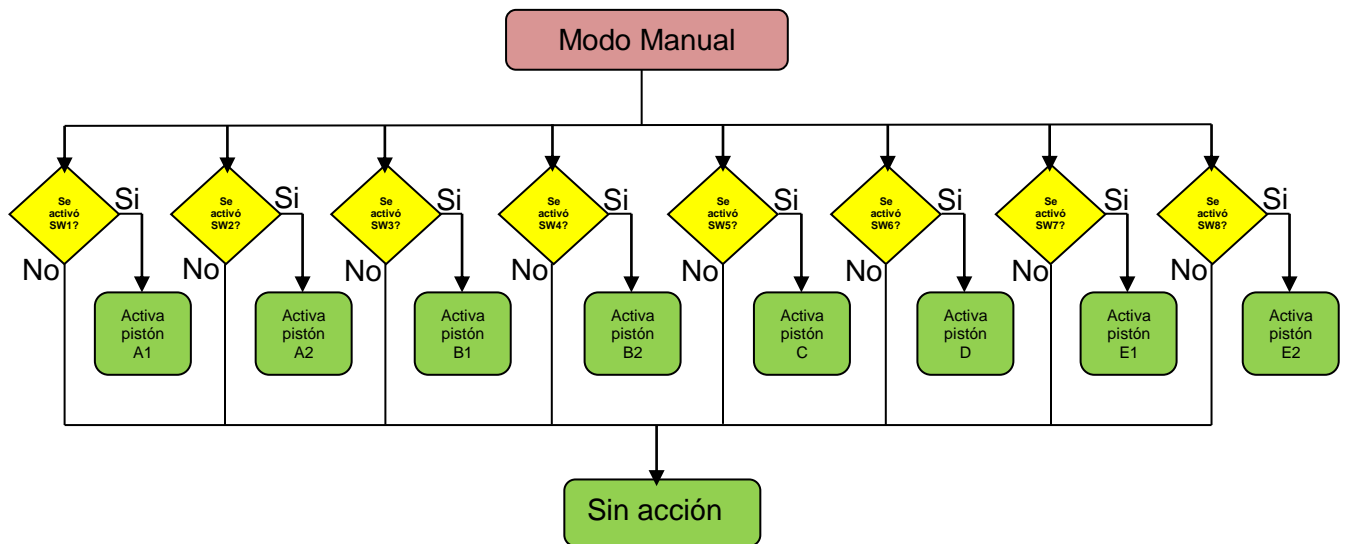 Modo Manual
Se
activó
SW1?
Si
No
Activa
pistón
A1
Se
activó
SW2?
Si
No
Activa
pistón
A2
Se
activó
SW3?
Si
No
Activa
pistón
B1
Se
activó
SW4?
Si
No
Activa
pistón
B2
Se
activó
SW5?
Si
No
Activa
pistón
C
Se
activó
SW6?
Si
No
Activa
pistón
D
Se
activó
SW7?
Si
No
Activa
pistón
E1
Se
activó
SW8?
Si
No
Activa
pistón
E2
Sin acción